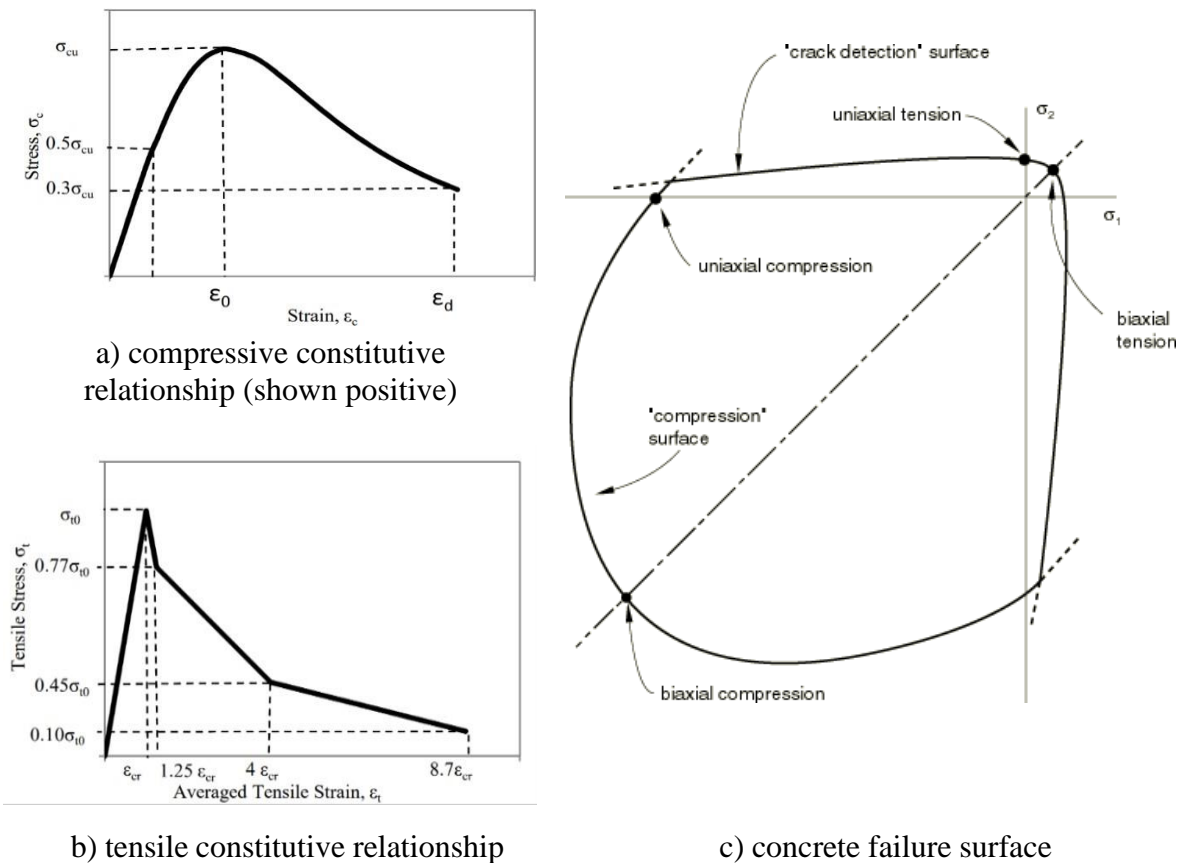 σcu
0.5σcu
0.3σcu
Stress, σc
ε0
εd
Strain, εc
a) compressive constitutive
relationship (shown positive)
σt0
0.77σt0
0.45σt0
0.10σt0
Tensile Stress, σt
εcr
1.25 εcr
4 εcr
8.7εcr
Averaged Tensile Strain, εt
b) tensile constitutive relationship
"crack detection" surface
uniaxial tension
σ2
σ1
uniaxial compression
biaxial
tension
"compression"
surface
biaxial compression
c) concrete failure surface